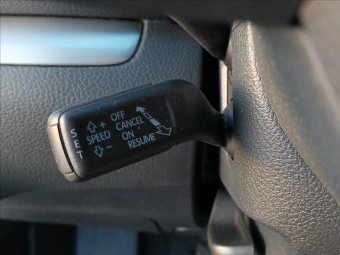 SET
+
SPEED
-
OFF
CANCEL
ON
RESUME